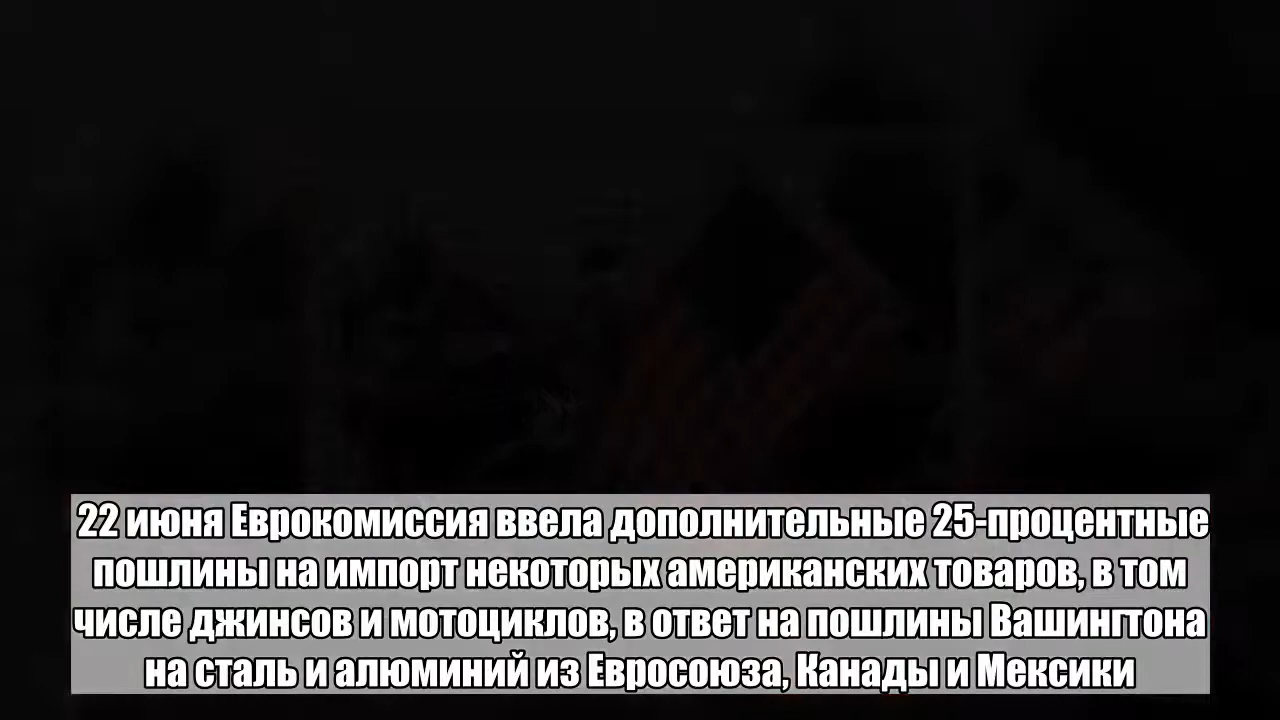 22 июня Еврокомиссия ввела дополнительные 25-процентные
пошлины на импорт некоторых американских товаров, в том
числе джинсов и мотоциклов, в ответ на пошлины Вашингтона
на сталь и алюминий из Евросоюза, Канады и Мексики